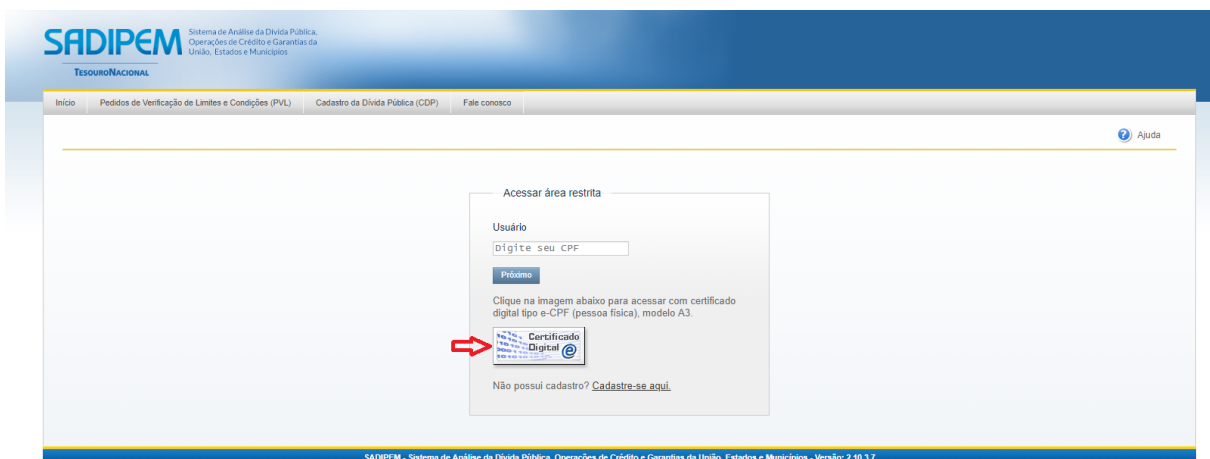 SADIPEM
Sistema de Análise da Dívida Pública,
Operações de Crédito e Garantias da
União, Estados e Municípios
TESOURONACIONAL
Início Pedidos de Verificação de Limites e Condições (PVL) Cadastro da Dívida Pública (CDP) Fale conosco
Ajuda
Acessar área restrita
Usuário
Digite seu CPF
Próximo
Clique na imagem abaixo para acessar com certificado
digital tipo e-CPF (pessoa física), modelo A3.
Certificado
Digital
Não possui cadastro? Cadastre-se aqui.
SADIPEM - Sistema de Análise da Dívida Pública, Operações de Crédito e Garantias da União, Estados e Municípios - Versão: 2.10.3.7